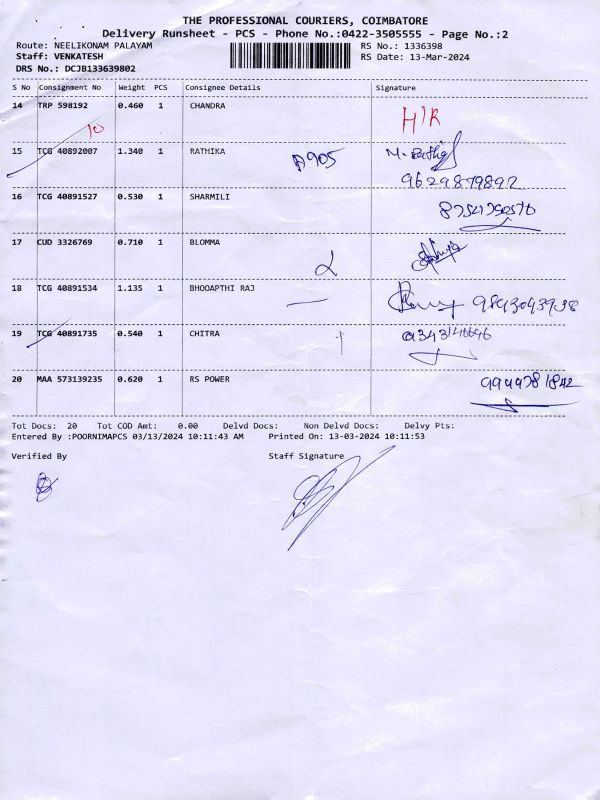 THE PROFESSIONAL COURIERS, COIMBATORE
Delivery Runsheet - PCS - Phone No.:0422-3505555 - Page No.:2
Route: NEELIKONAM PALAYAM
RS No.: 1336398
Staff: VENKATESH
RS Date: 13-Mar-2024
DRS No.: DCJB133639802
S No Consignment No Weight PCS Consignee Details Signature
14 TRP 598192 0.460 1 CHANDRA
H/R
10
15 TCG 40892007 1.340 1 RATHIKA A905
9629879892
16 TCG 40891527 0.530 1 SHARMILI
17 CUD 3326769 0.710 1 BLOMMA
18 TCG 40891534 1.135 1 BHOOAPTHI RAJ
19 TCG 40891735 0.540 1 CHITRA
20 MAA 573139235 0.620 1 RS POWER
Tot Docs: 20 Tot COD Amt: 0.00 Delvd Docs: Non Delvd Docs: Delvy Pts:
Entered By :POORNIMAPCS 03/13/2024 10:11:43 AM Printed On: 13-03-2024 10:11:53
Verified By Staff Signature